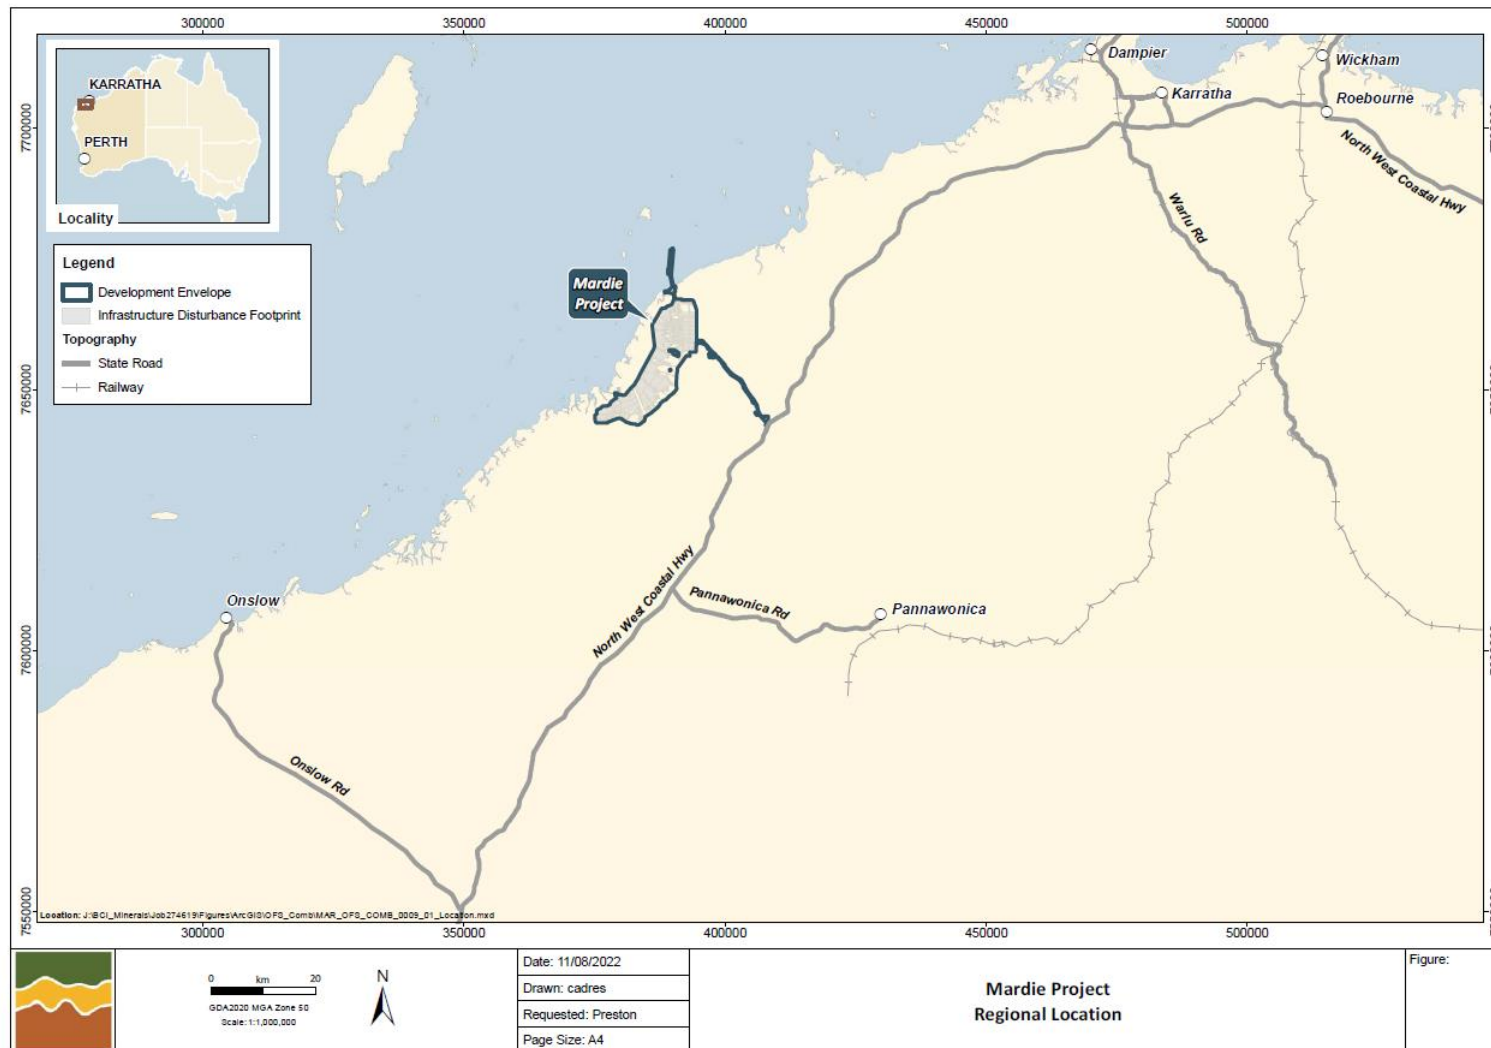 300000
350000
400000
450000
500000
KARRATHA
PERTH
Locality
Dampier
Karratha
Wickham
Roebourne
7700000
North West Coastal Hwy
Warlu Rd
Legend
Development Envelope
Infrastructure Disturbance Footprint
Topography
State Road
Railway
Mardie
Project
7650000
Onslow
North West Coastal Hwy
Pannawonica Rd
Pannawonica
7600000
Onslow Rd
7550000
Location: J:\BCI_Minerals\Job274619\Figures\ArcGIS\OFS_Comb\MAR_OFS_COMB_0009_01_Location.mxd
300000
350000
400000
450000
500000
0 km 20
GDA2020 MGA Zone 50
Scale: 1:1,000,000
N
Date: 11/08/2022
Drawn: cadres
Requested: Preston
Page Size: A4
Mardie Project
Regional Location
Figure: